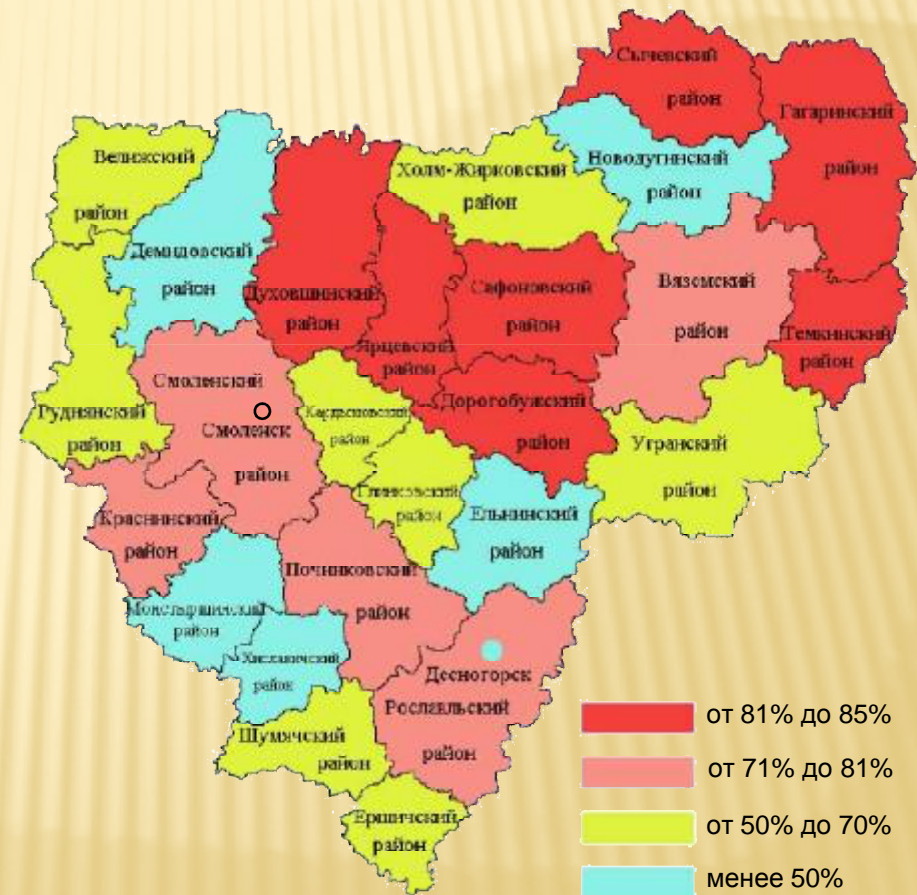 Сычевский
район
Гагаринский
район
Велижский
район
Холм-Жирковский
район
Новодугинский
район
Демидовский
район
Духовщинский
район
Ярцевский
район
Сафоновский
район
Вяземский
район
Темкинский
район
Смоленский
Смоленск
район
Руднянский
район
Кардымовский
район
Дорогобужский
район
Угранский
район
Глинковский
район
Ельнинский
район
Краснинский
район
Починковский
район
Монастырщинский
район
Хиславичский
район
Десногорск
Рославльский
район
Шумячский
район
Ершичский
район
от 81% до 85%
от 71% до 81%
от 50% до 70%
менее 50%